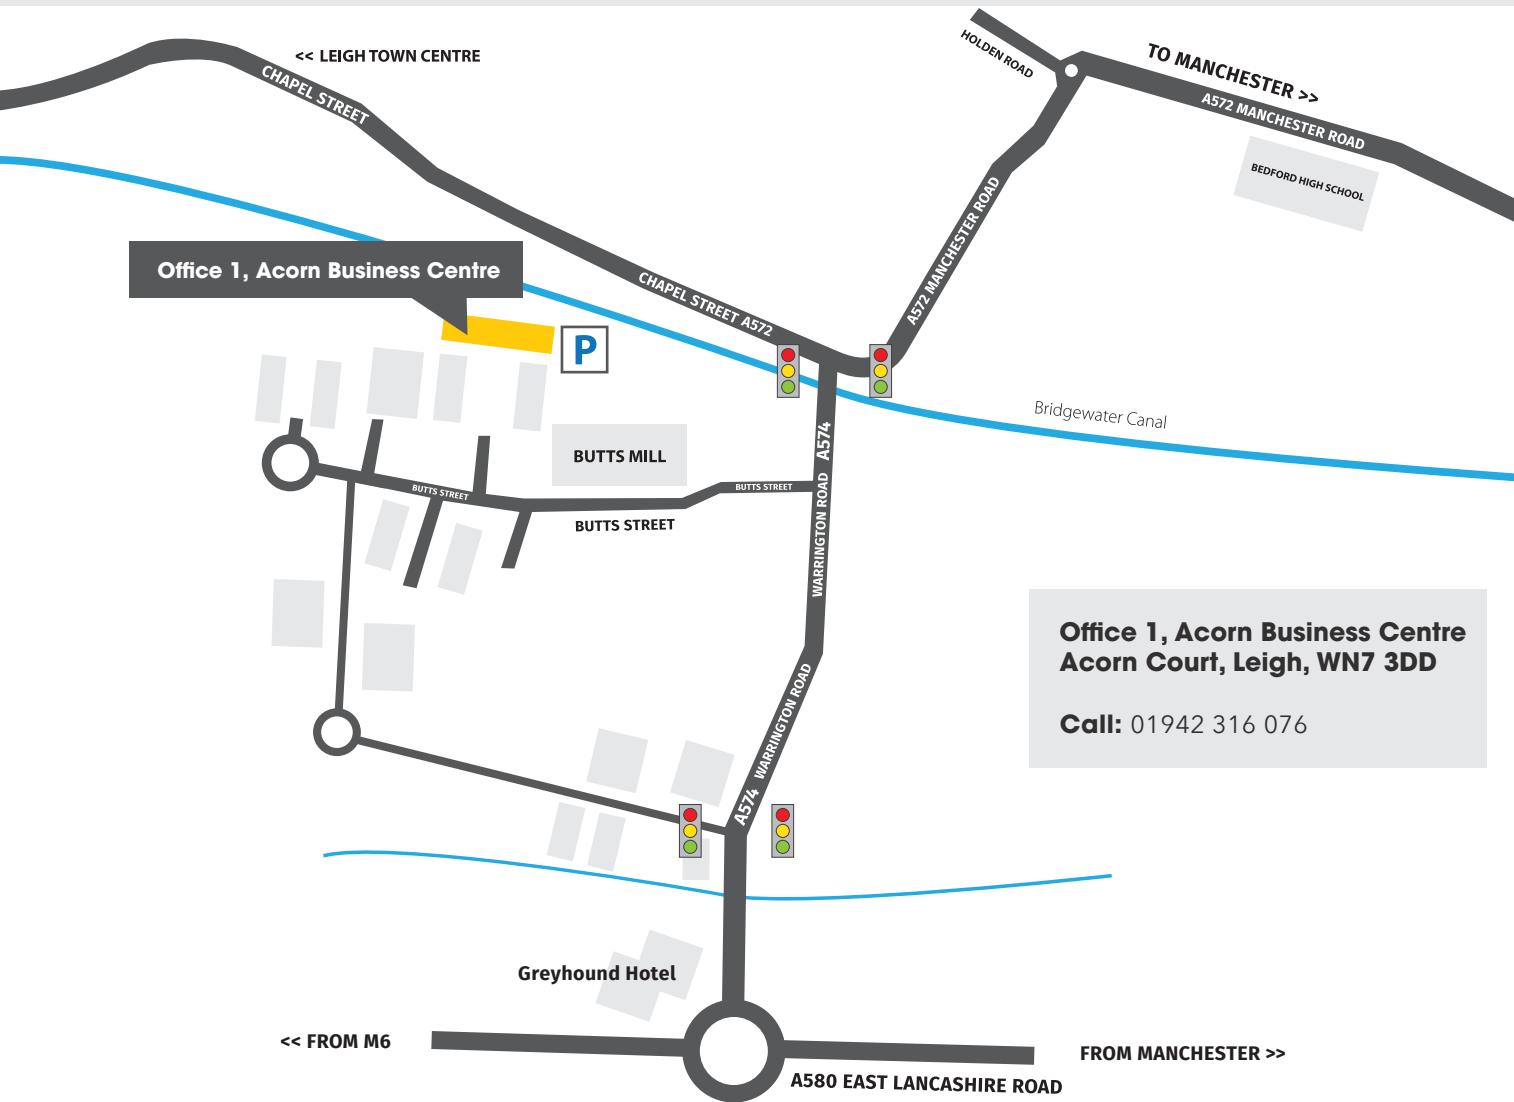 << LEIGH TOWN CENTRE
HOLDEN ROAD
TO MANCHESTER >>
CHAPEL STREET
A572 MANCHESTER ROAD
BEDFORD HIGH SCHOOL
A572 MANCHESTER ROAD
Office 1, Acorn Business Centre
CHAPEL STREET A572
P
Bridgewater Canal
A574
BUTTS MILL
BUTTS STREET
BUTTS STREET
WARRINGTON ROAD
BUTTS STREET
Office 1, Acorn Business Centre
Acorn Court, Leigh, WN7 3DD
Call: 01942 316 076
WARRINGTON ROAD
A574
Greyhound Hotel
<< FROM M6
FROM MANCHESTER >>
A580 EAST LANCASHIRE ROAD